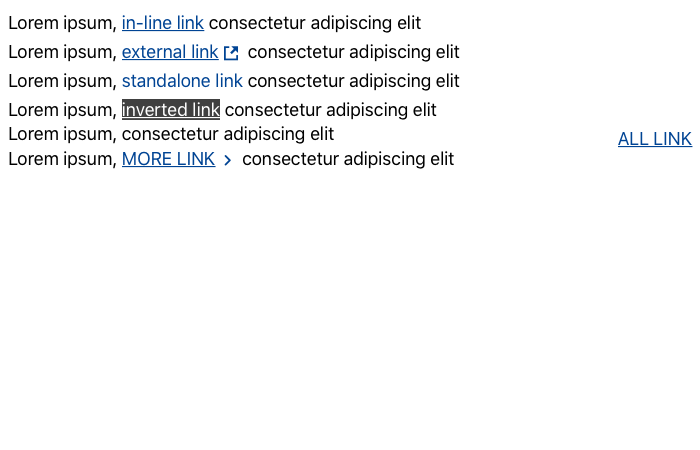 Lorem ipsum, in-line link consectetur adipiscing elit
Lorem ipsum, external link consectetur adipiscing elit
Lorem ipsum, standalone link consectetur adipiscing elit
Lorem ipsum, inverted link consectetur adipiscing elit
Lorem ipsum, consectetur adipiscing elit
ALL LINK
Lorem ipsum, MORE LINK consectetur adipiscing elit